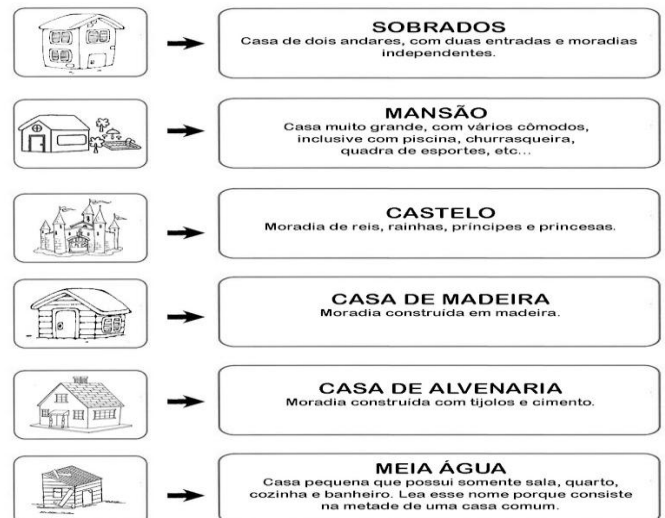 SOBRADOS
Casa de dois andares, com duas entradas e moradias
independentes.
MANSÃO
Casa muito grande, com vários cômodos,
inclusive com piscina, churrasqueira,
quadra de esportes, etc...
CASTELO
Moradia de reis, rainhas, príncipes e princesas.
CASA DE MADEIRA
Moradia construída em madeira.
CASA DE ALVENARIA
Moradia construída com tijolos e cimento.
MEIA ÁGUA
Casa pequena que possui somente sala, quarto,
cozinha e banheiro. Lea esse nome porque consiste
na metade de uma casa comum.